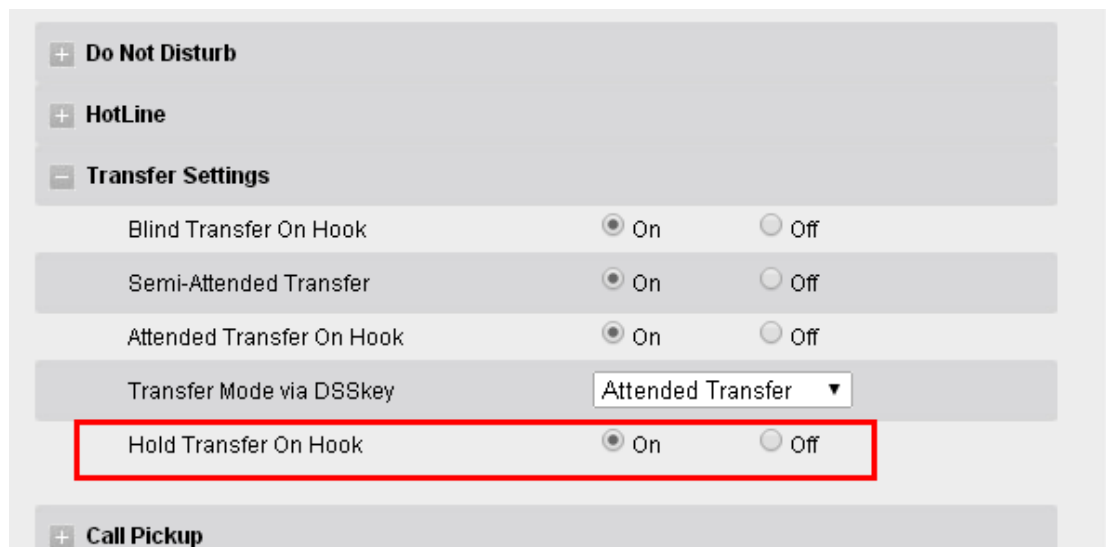 Do Not Disturb
HotLine
Transfer Settings
Blind Transfer On Hook On Off
Semi-Attended Transfer On Off
Attended Transfer On Hook On Off
Transfer Mode via DSSkey Attended Transfer
Hold Transfer On Hook On Off
Call Pickup